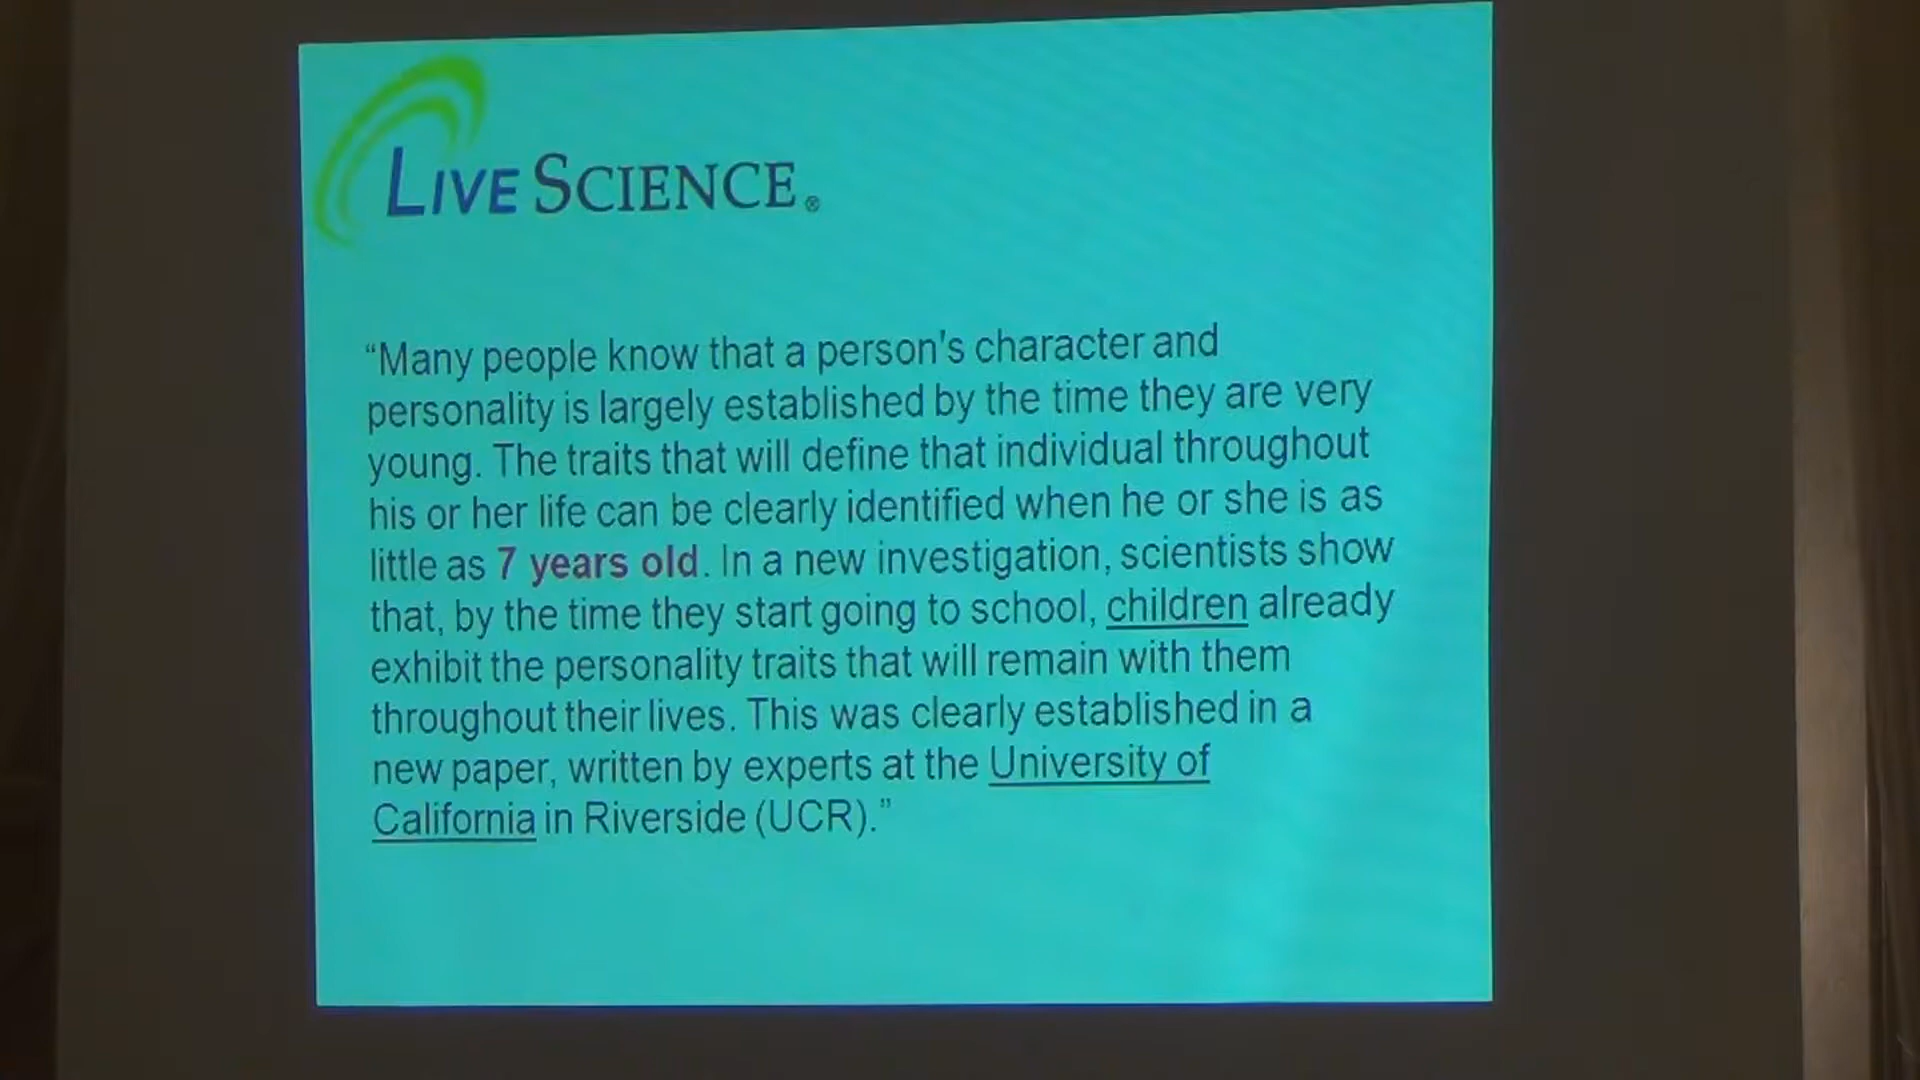 LIVESCIENCE®
“Many people know that a person's character and
personality is largely established by the time they are very
young. The traits that will define that individual throughout
his or her life can be clearly identified when he or she is as
little as 7 years old. In a new investigation, scientists show
that, by the time they start going to school, children already
exhibit the personality traits that will remain with them
throughout their lives. This was clearly established in a
new paper, written by experts at the University of
California in Riverside (UCR).”